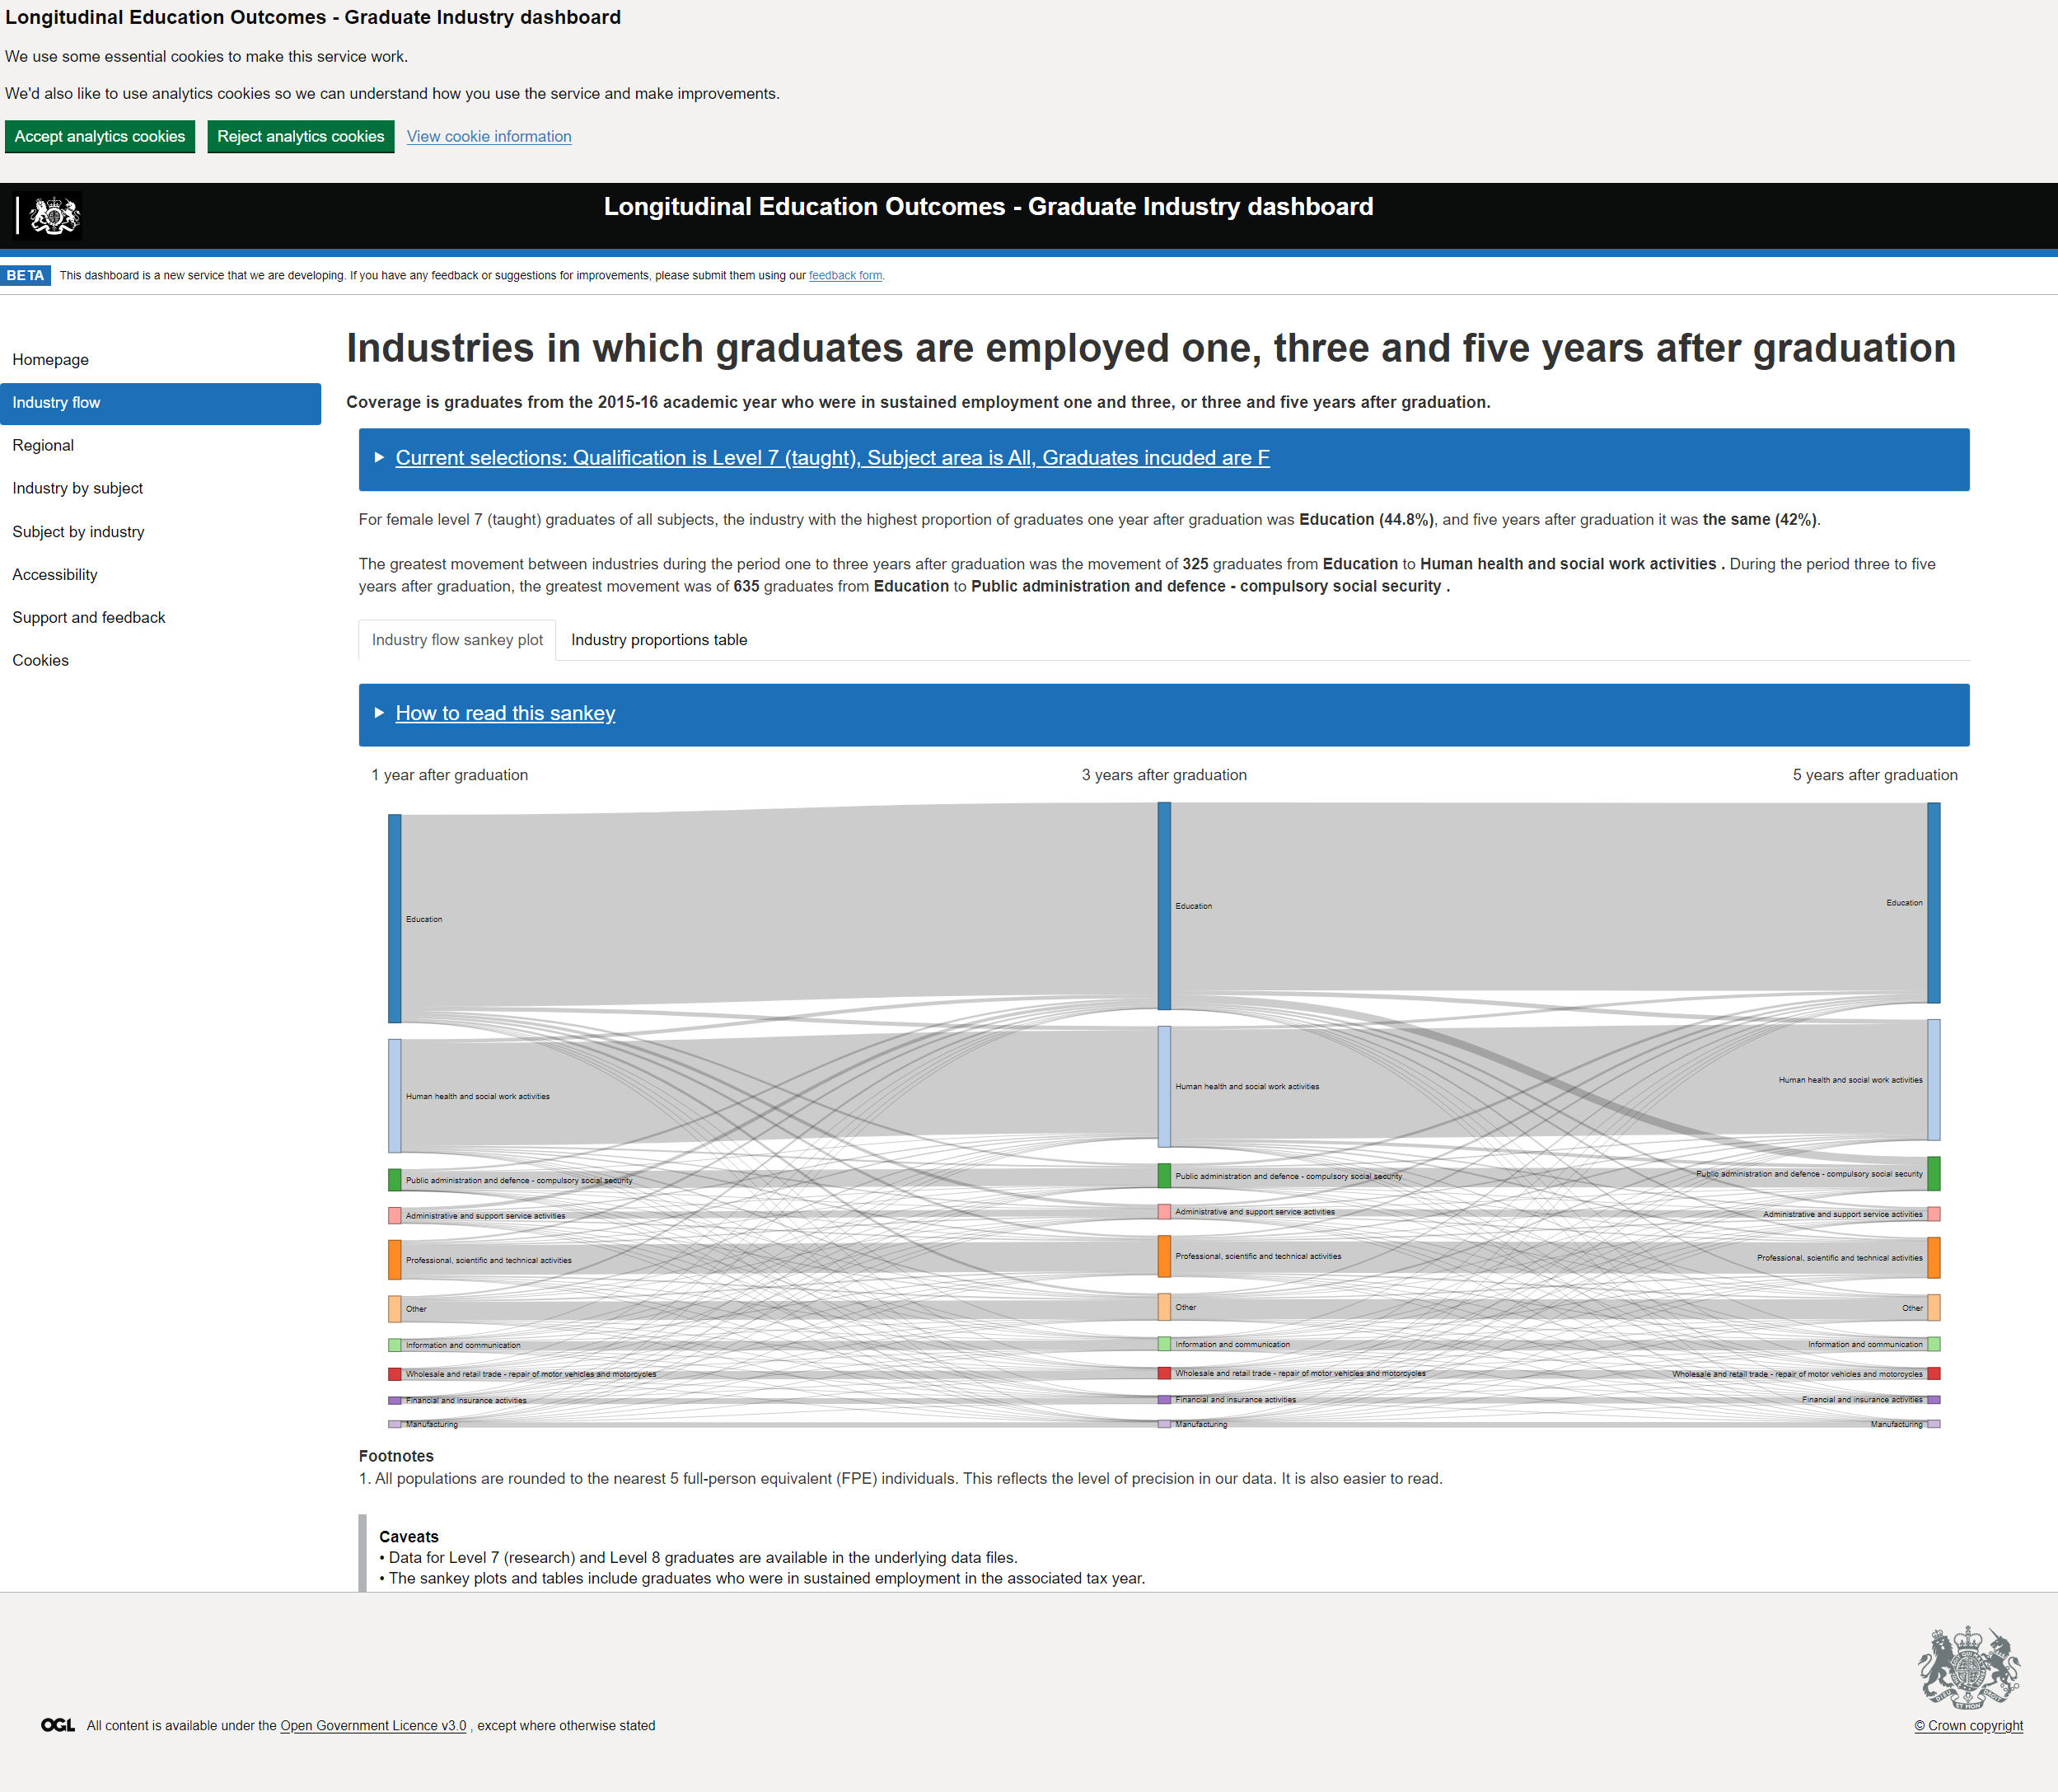 Longitudinal Education Outcomes - Graduate Industry dashboard
We use some essential cookies to make this service work.
We'd also like to use analytics cookies so we can understand how you use the service and make improvements.
Accept analytics cookies Reject analytics cookies View cookie information
Longitudinal Education Outcomes - Graduate Industry dashboard
BETA This dashboard is a new service that we are developing. If you have any feedback or suggestions for improvements, please submit them using our feedback form.
Homepage
Industry flow
Regional
Industry by subject
Subject by industry
Accessibility
Support and feedback
Cookies
Industries in which graduates are employed one, three and five years after graduation
Coverage is graduates from the 2015-16 academic year who were in sustained employment one and three, or three and five years after graduation.
Current selections: Qualification is Level 7 (taught), Subject area is All, Graduates incuded are F
For female level 7 (taught) graduates of all subjects, the industry with the highest proportion of graduates one year after graduation was Education (44.8%), and five years after graduation it was the same (42%).
The greatest movement between industries during the period one to three years after graduation was the movement of 325 graduates from Education to Human health and social work activities . During the period three to five
years after graduation, the greatest movement was of 635 graduates from Education to Public administration and defence - compulsory social security .
Industry flow sankey plot Industry proportions table
How to read this sankey
1 year after graduation 3 years after graduation 5 years after graduation
Education Education Education
Human health and social work activities Human health and social work activities Human health and social work activities
Public administration and defence - compulsory social security Public administration and defence - compulsory social security Public administration and defence - compulsory social security
Administrative and support service activities Administrative and support service activities Administrative and support service activities
Professional, scientific and technical activities Professional, scientific and technical activities Professional, scientific and technical activities
Other Other Other
Information and communication Information and communication Information and communication
Wholesale and retail trade - repair of motor vehicles and motorcycles Wholesale and retail trade - repair of motor vehicles and motorcycles Wholesale and retail trade - repair of motor vehicles and motorcycles
Financial and insurance activities Financial and insurance activities Financial and insurance activities
Manufacturing Manufacturing Manufacturing
Footnotes
1. All populations are rounded to the nearest 5 full-person equivalent (FPE) individuals. This reflects the level of precision in our data. It is also easier to read.
Caveats
• Data for Level 7 (research) and Level 8 graduates are available in the underlying data files.
• The sankey plots and tables include graduates who were in sustained employment in the associated tax year.
OGL All content is available under the Open Government Licence v3.0 , except where otherwise stated
© Crown copyright